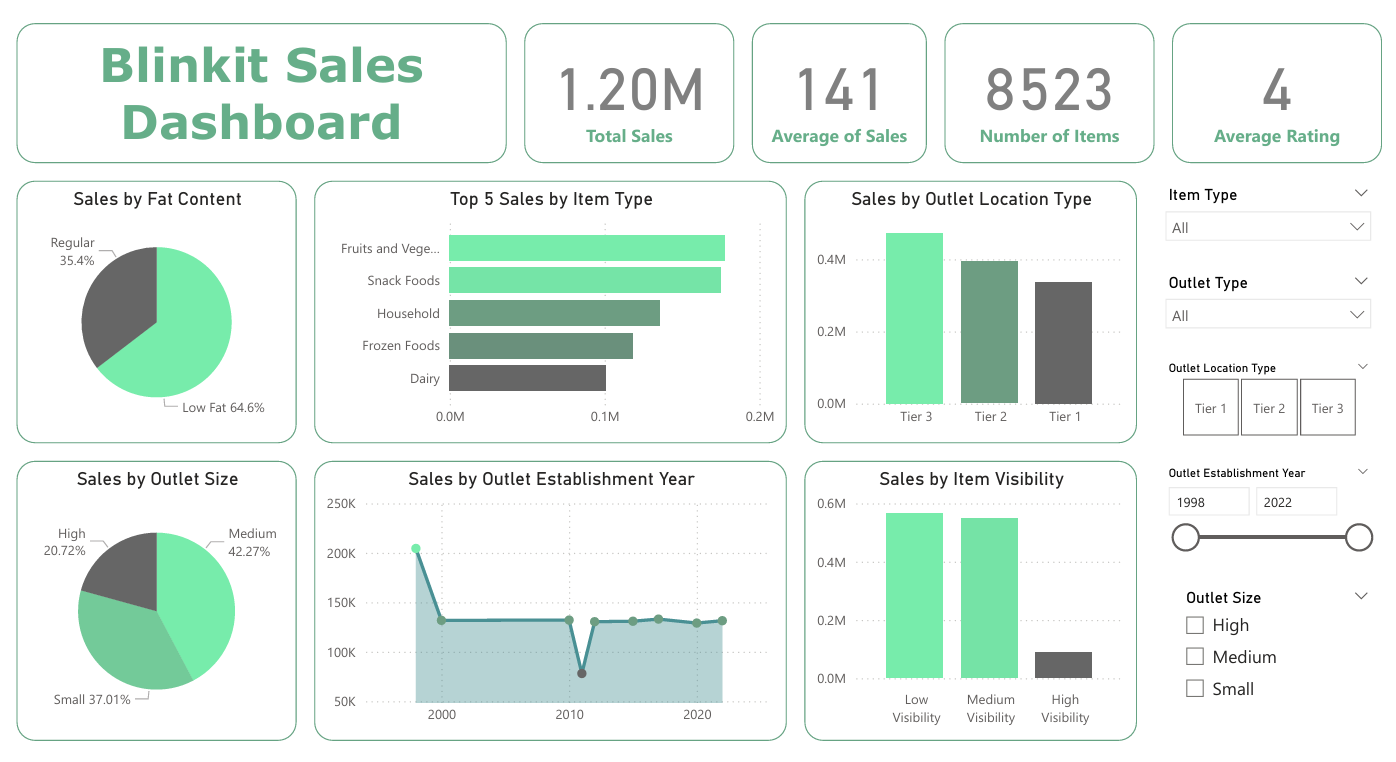 Blinkit Sales
Dashboard
1.20M
Total Sales
141
Average of Sales
8523
Number of Items
4
Average Rating
Sales by Fat Content
Regular
35.4%
Low Fat 64.6%
Top 5 Sales by Item Type
Fruits and Vege...
Snack Foods
Household
Frozen Foods
Dairy
0.0M 0.1M 0.2M
Sales by Outlet Location Type
0.4M
0.2M
0.0M
Tier 3 Tier 2 Tier 1
Item Type
All
Outlet Type
All
Outlet Location Type
Tier 1 Tier 2 Tier 3
Sales by Outlet Size
High
20.72%
Medium
42.27%
Small 37.01%
Sales by Outlet Establishment Year
250K
200K
150K
100K
50K
2000 2010 2020
Sales by Item Visibility
0.6M
0.4M
0.2M
0.0M
Low
Visibility
Medium
Visibility
High
Visibility
Outlet Establishment Year
1998 2022
Outlet Size
High
Medium
Small